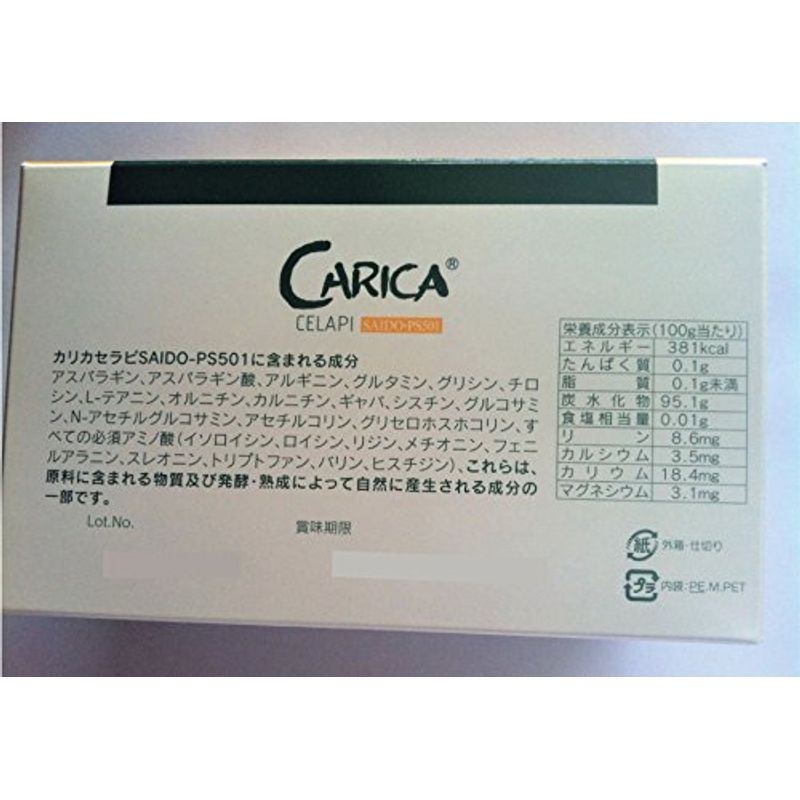 CARICA®
CELAPI SAIDO-PS501
カリカセラピSAIDO-PS501に含まれる成分
アスパラギン、アスパラギン酸、アルギニン、グルタミン、グリシン、チロ
シン、L-テアニン、オルニチン、カルニチン、ギャバ、シスチン、グルコサミ
ン、N-アセチルグルコサミン、アセチルコリン、グリセロホスホコリン、す
べての必須アミノ酸(イソロイシン、ロイシン、リジン、メチオニン、フェニ
ルアラニン、スレオニン、トリプトファン、バリン、ヒスチジン)、これらは、
原料に含まれる物質及び発酵・熟成によって自然に産生される成分の
一部です。
Lot.No. 賞味期限
栄養成分表示(100g当たり)
エネルギー 381kcal
たんぱく質 0.1g
脂質 0.1g未満
炭水化物 95.1g
食塩相当量 0.01g
リン 8.6mg
カルシウム 3.5mg
カリウム 18.4mg
マグネシウム 3.1mg
紙 外箱・仕切り
プラ 内袋:PE.M.PET